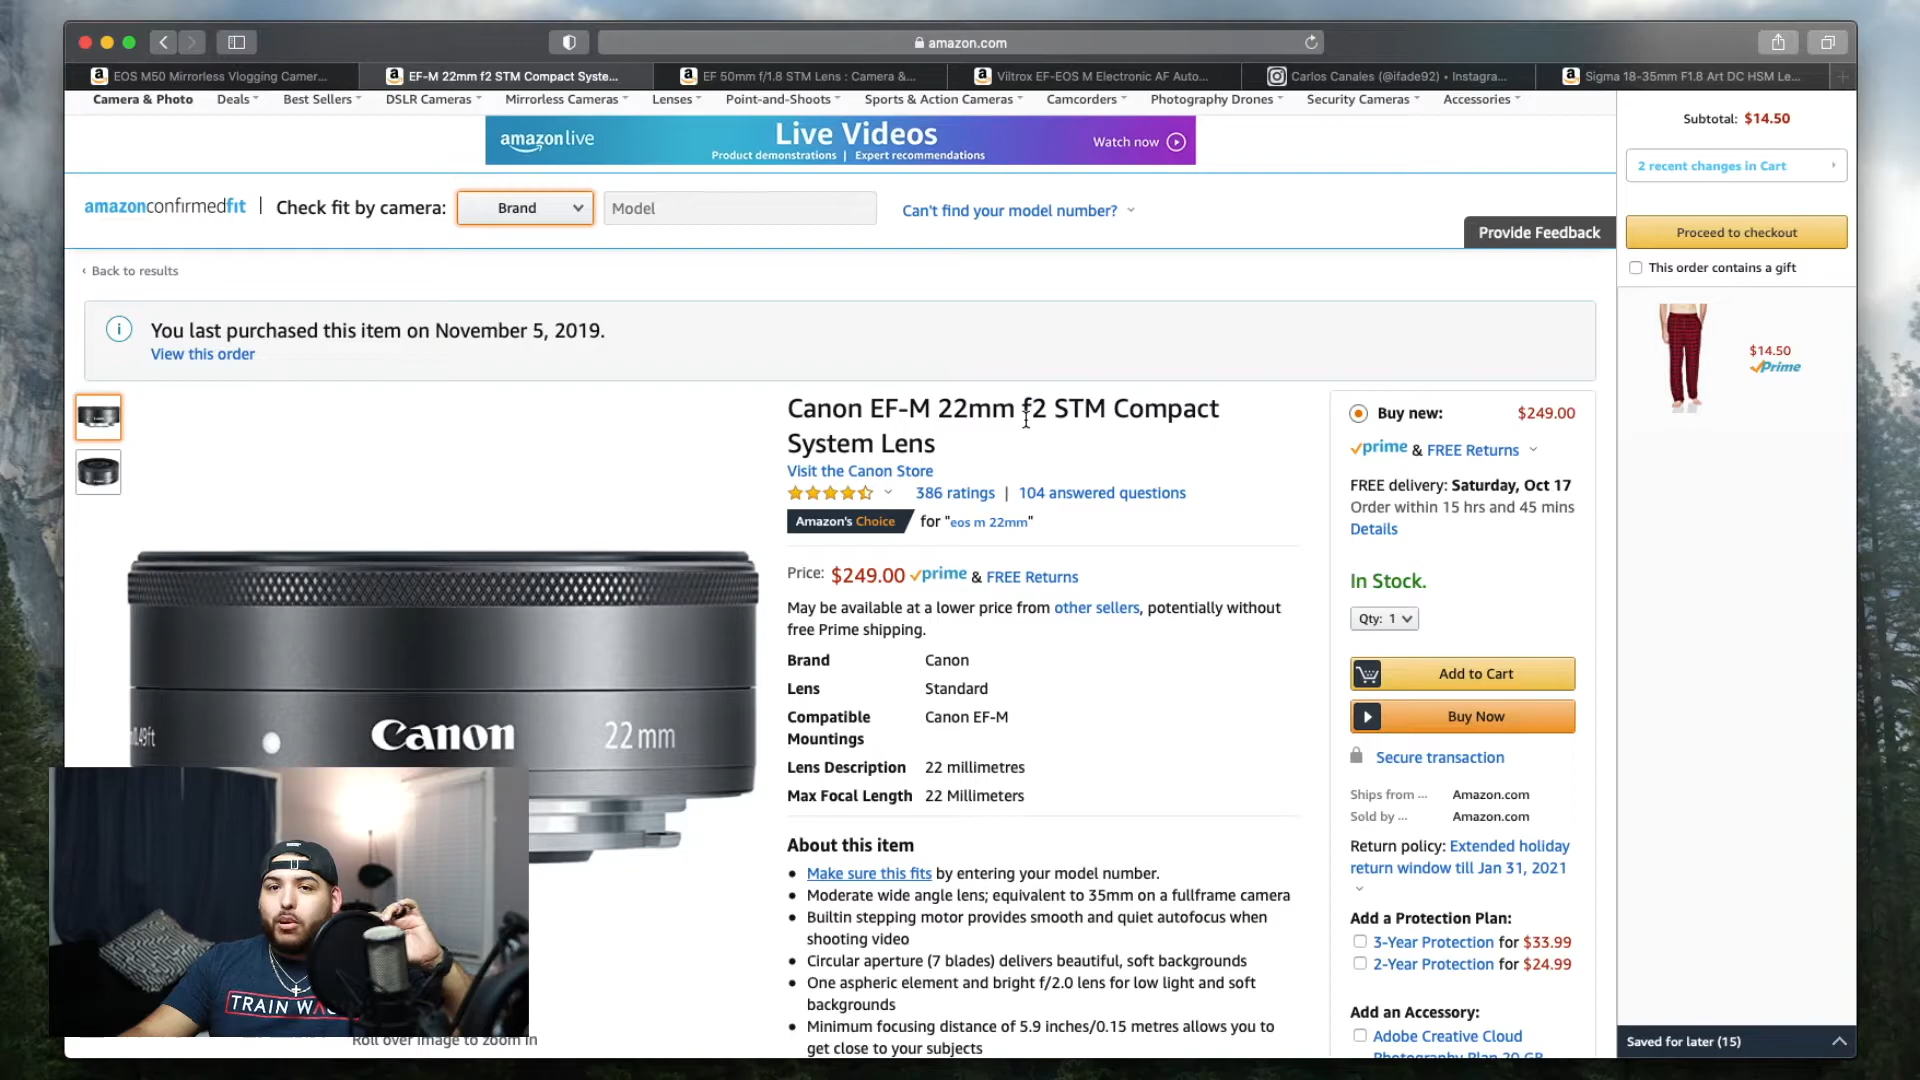 amazon.com
EOS M50 Mirrorless Vlogging Camer...
EF-M 22mm f2 STM Compact Syste...
EF 50mm f/1.8 STM Lens : Camera &...
Viltrox EF-EOS M Electronic AF Auto...
Carlos Canales (@ifade92) • Instagra...
Sigma 18-35mm F1.8 Art DC HSM Le...
Camera & Photo Deals Best Sellers DSLR Cameras Mirrorless Cameras Lenses Point-and-Shoots Sports & Action Cameras Camcorders Photography Drones Security Cameras Accessories
amazonlive
Live Videos
Product demonstrations | Expert recommendations
Watch now
Subtotal: $14.50
2 recent changes in Cart
Proceed to checkout
This order contains a gift
$14.50
prime
amazonconfirmedfit | Check fit by camera: Brand Model Can't find your model number?
Provide Feedback
‹ Back to results
You last purchased this item on November 5, 2019.
View this order
Canon EF-M 22mm f2 STM Compact
System Lens
Visit the Canon Store
386 ratings | 104 answered questions
Amazon's Choice for "eos m 22mm"
Price: $249.00 prime & FREE Returns
May be available at a lower price from other sellers, potentially without
free Prime shipping.
Brand Canon
Lens Standard
Compatible Canon EF-M
Mountings
Lens Description 22 millimetres
Max Focal Length 22 Millimeters
About this item
• Make sure this fits by entering your model number.
• Moderate wide angle lens; equivalent to 35mm on a fullframe camera
• Builtin stepping motor provides smooth and quiet autofocus when
shooting video
• Circular aperture (7 blades) delivers beautiful, soft backgrounds
• One aspheric element and bright f/2.0 lens for low light and soft
backgrounds
• Minimum focusing distance of 5.9 inches/0.15 metres allows you to
get close to your subjects
Buy new: $249.00
prime & FREE Returns
FREE delivery: Saturday, Oct 17
Order within 15 hrs and 45 mins
Details
In Stock.
Qty: 1
Add to Cart
Buy Now
Secure transaction
Ships from ... Amazon.com
Sold by ... Amazon.com
Return policy: Extended holiday
return window till Jan 31, 2021
Add a Protection Plan:
3-Year Protection for $33.99
2-Year Protection for $24.99
Add an Accessory:
Adobe Creative Cloud
Photography Plan 20 GB
Saved for later (15)
0.49ft
Canon
22mm
TRAIN
Roll over image to zoom in